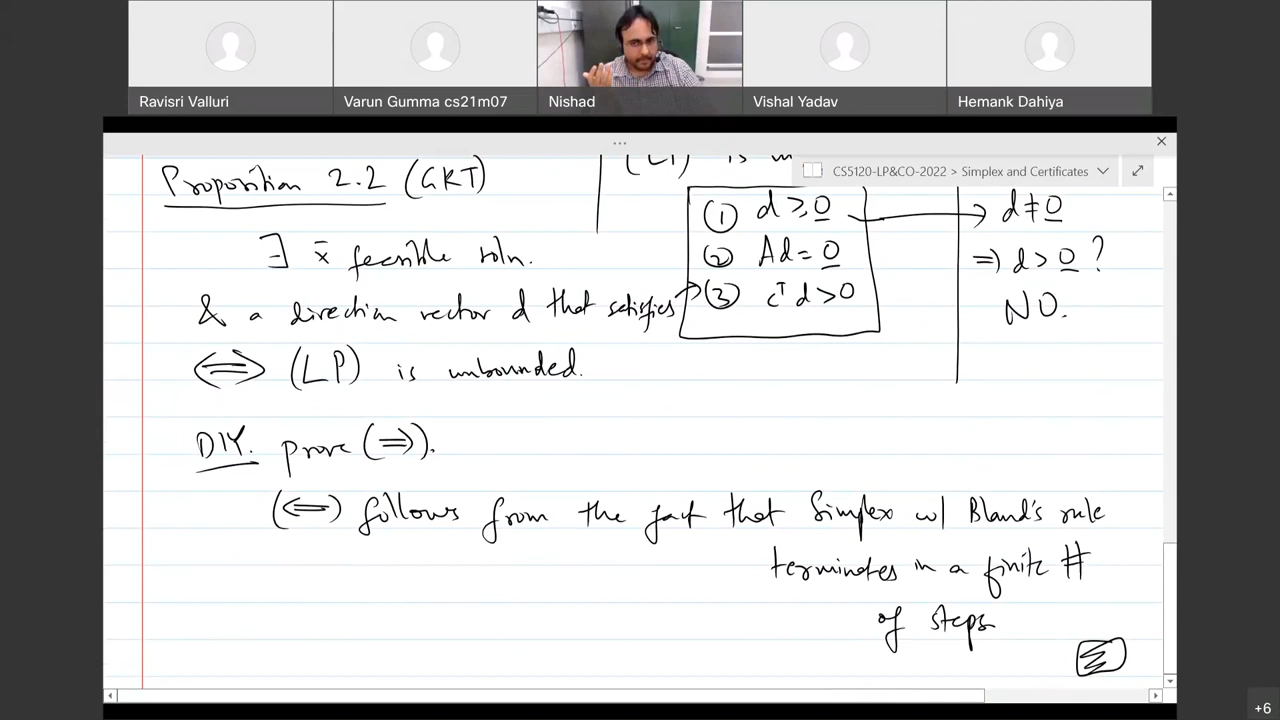 Ravisri Valluri
Varun Gumma cs21m07
Nishad
Vishal Yadav
Hemank Dahiya
CS5120-LP&CO-2022 > Simplex and Certificates
Proposition 2.2 (GKT)
(LP) is
① d ≥ 0
→ d ≠ 0
② Ad = 0
⇒ d > 0 ?
③ cᵀd > 0
NO.
∃ x̄ feasible soln.
& a direction vector d that satisfies →
⟺ (LP) is unbounded.
DIY. prove (⇒).
(⇐) follows from the fact that Simplex w/ Bland's rule
terminates in a finite #
of steps
+6